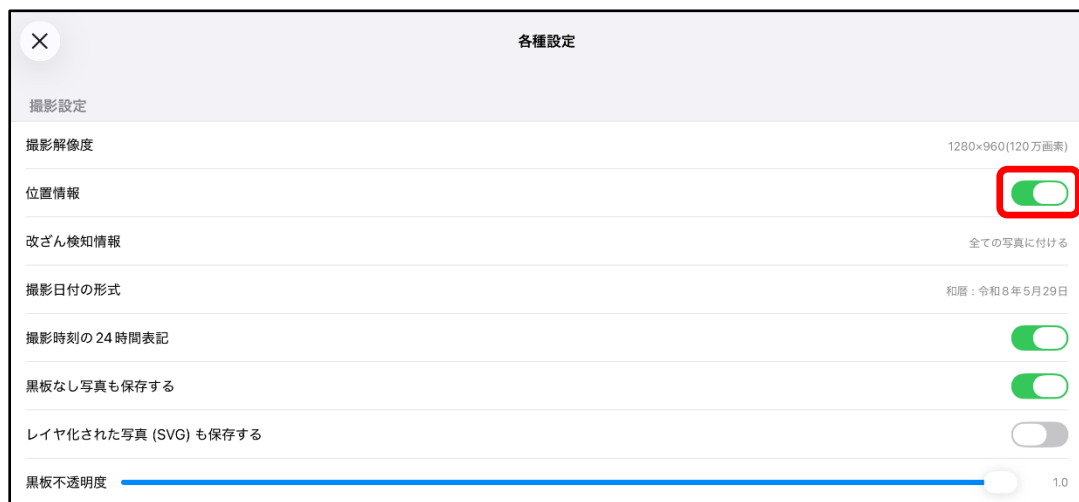 各種設定
撮影設定
撮影解像度 1280×960(120万画素)
位置情報
改ざん検知情報 全ての写真に付ける
撮影日付の形式 和暦 : 令和8年5月29日
撮影時刻の24時間表記
黒板なし写真も保存する
レイヤ化された写真 (SVG) も保存する
黒板不透明度 1.0